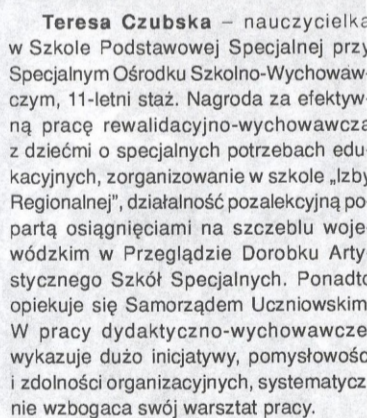 Teresa Czubska – nauczycielka
w Szkole Podstawowej Specjalnej przy
Specjalnym Ośrodku Szkolno-Wychowaw-
czym, 11-letni staż. Nagroda za efektyw-
ną pracę rewalidacyjno-wychowawczą
z dziećmi o specjalnych potrzebach edu-
kacyjnych, zorganizowanie w szkole „Izby
Regionalnej”, działalność pozalekcyjną po-
partą osiągnięciami na szczeblu woje-
wódzkim w Przeglądzie Dorobku Arty-
stycznego Szkół Specjalnych. Ponadto
opiekuje się Samorządem Uczniowskim.
W pracy dydaktyczno-wychowawczej
wykazuje dużo inicjatywy, pomysłowości
i zdolności organizacyjnych, systematycz-
nie wzbogaca swój warsztat pracy.